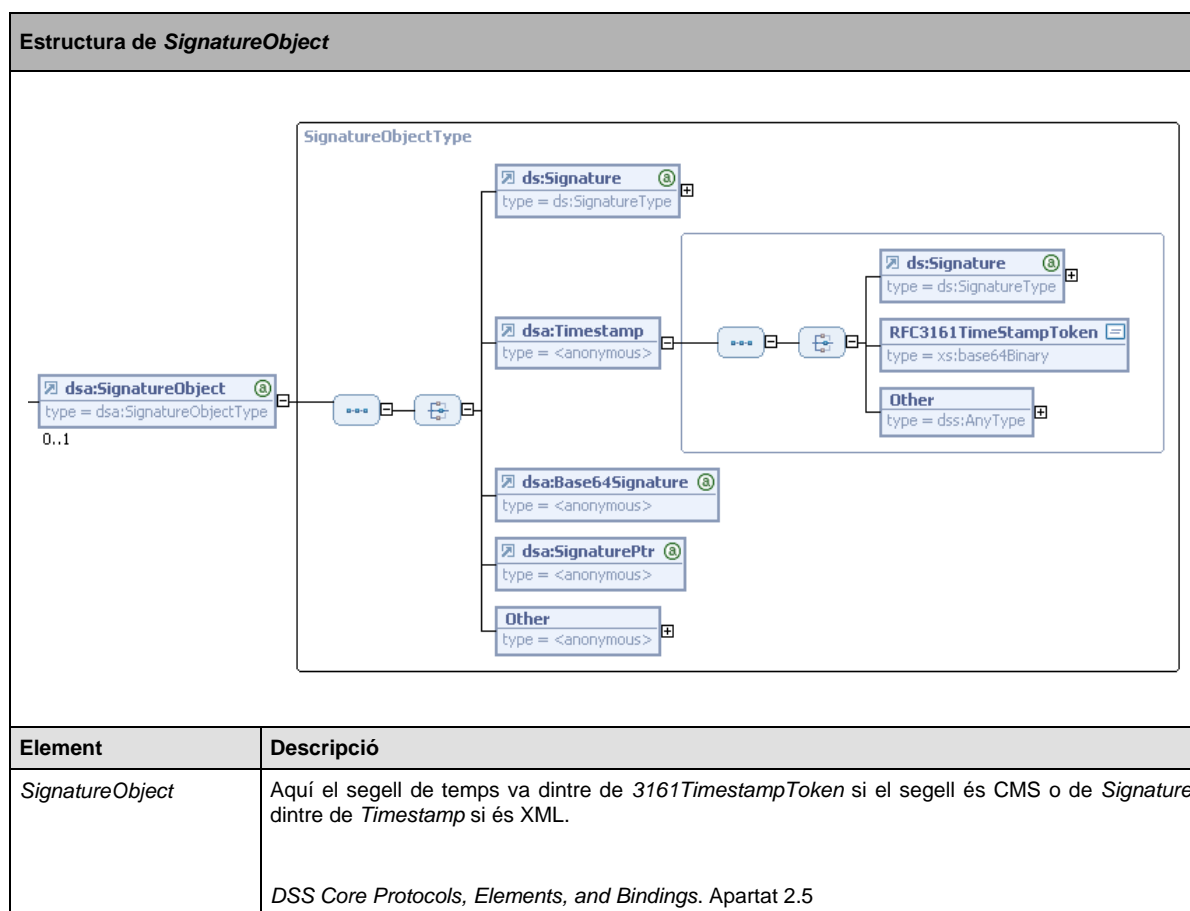 Estructura de SignatureObject
SignatureObjectType
ds:Signature a
type = ds:SignatureType
ds:Signature a
type = ds:SignatureType
dsa:Timestamp
type = <anonymous>
RFC3161TimeStampToken
type = xs:base64Binary
dsa:SignatureObject a
type = dsa:SignatureObjectType
0..1
Other
type = dss:AnyType
dsa:Base64Signature a
type = <anonymous>
dsa:SignaturePtr a
type = <anonymous>
Other
type = <anonymous>
Element Descripció
SignatureObject Aquí el segell de temps va dintre de 3161TimestampToken si el segell és CMS o de Signature
dintre de Timestamp si és XML.
DSS Core Protocols, Elements, and Bindings. Apartat 2.5